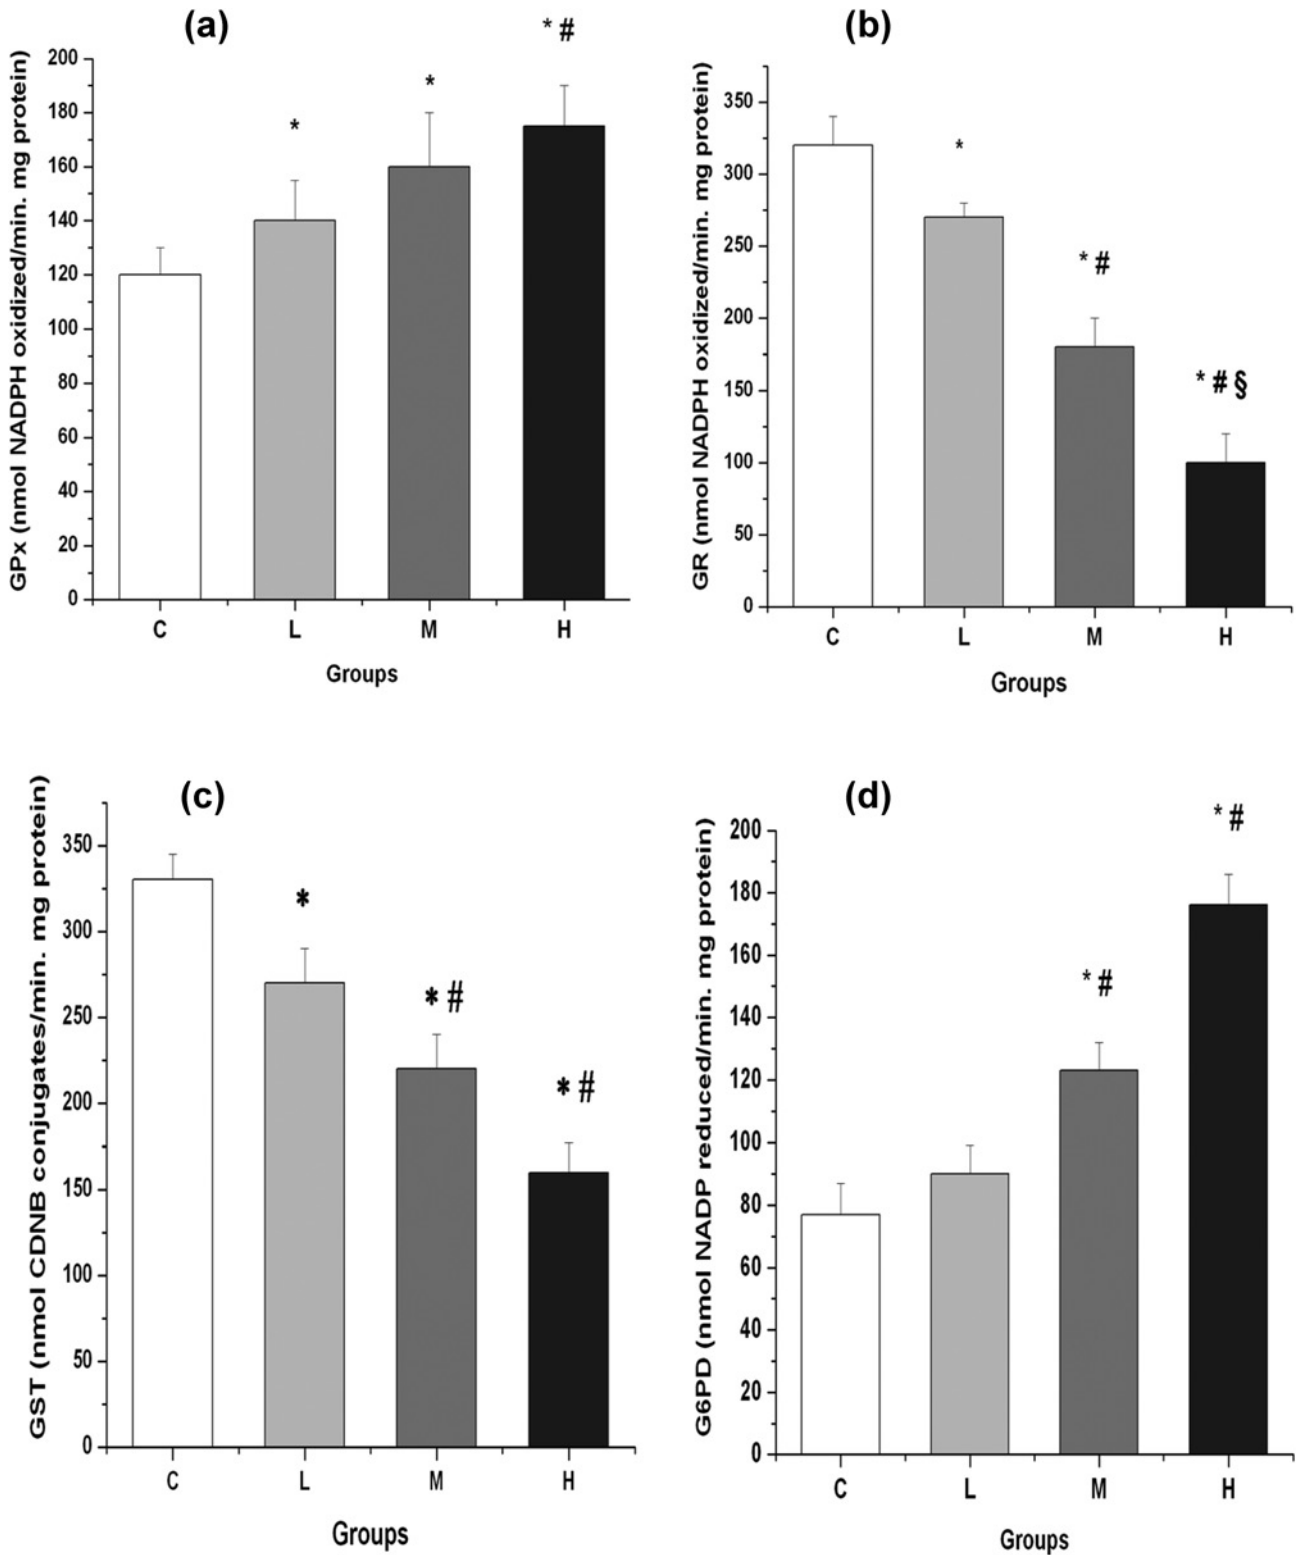 (a)
* #
*
*
GPx (nmol NADPH oxidized/min. mg protein)
200
180
160
140
120
100
80
60
40
20
0
C L M H
Groups
(b)
*
* #
* # §
GR (nmol NADPH oxidized/min. mg protein)
350
300
250
200
150
100
50
0
C L M H
Groups
(c)
*
* #
* #
GST (nmol CDNB conjugates/min. mg protein)
350
300
250
200
150
100
50
0
C L M H
Groups
(d)
* #
* #
G6PD (nmol NADP reduced/min. mg protein)
200
180
160
140
120
100
80
60
40
20
0
C L M H
Groups